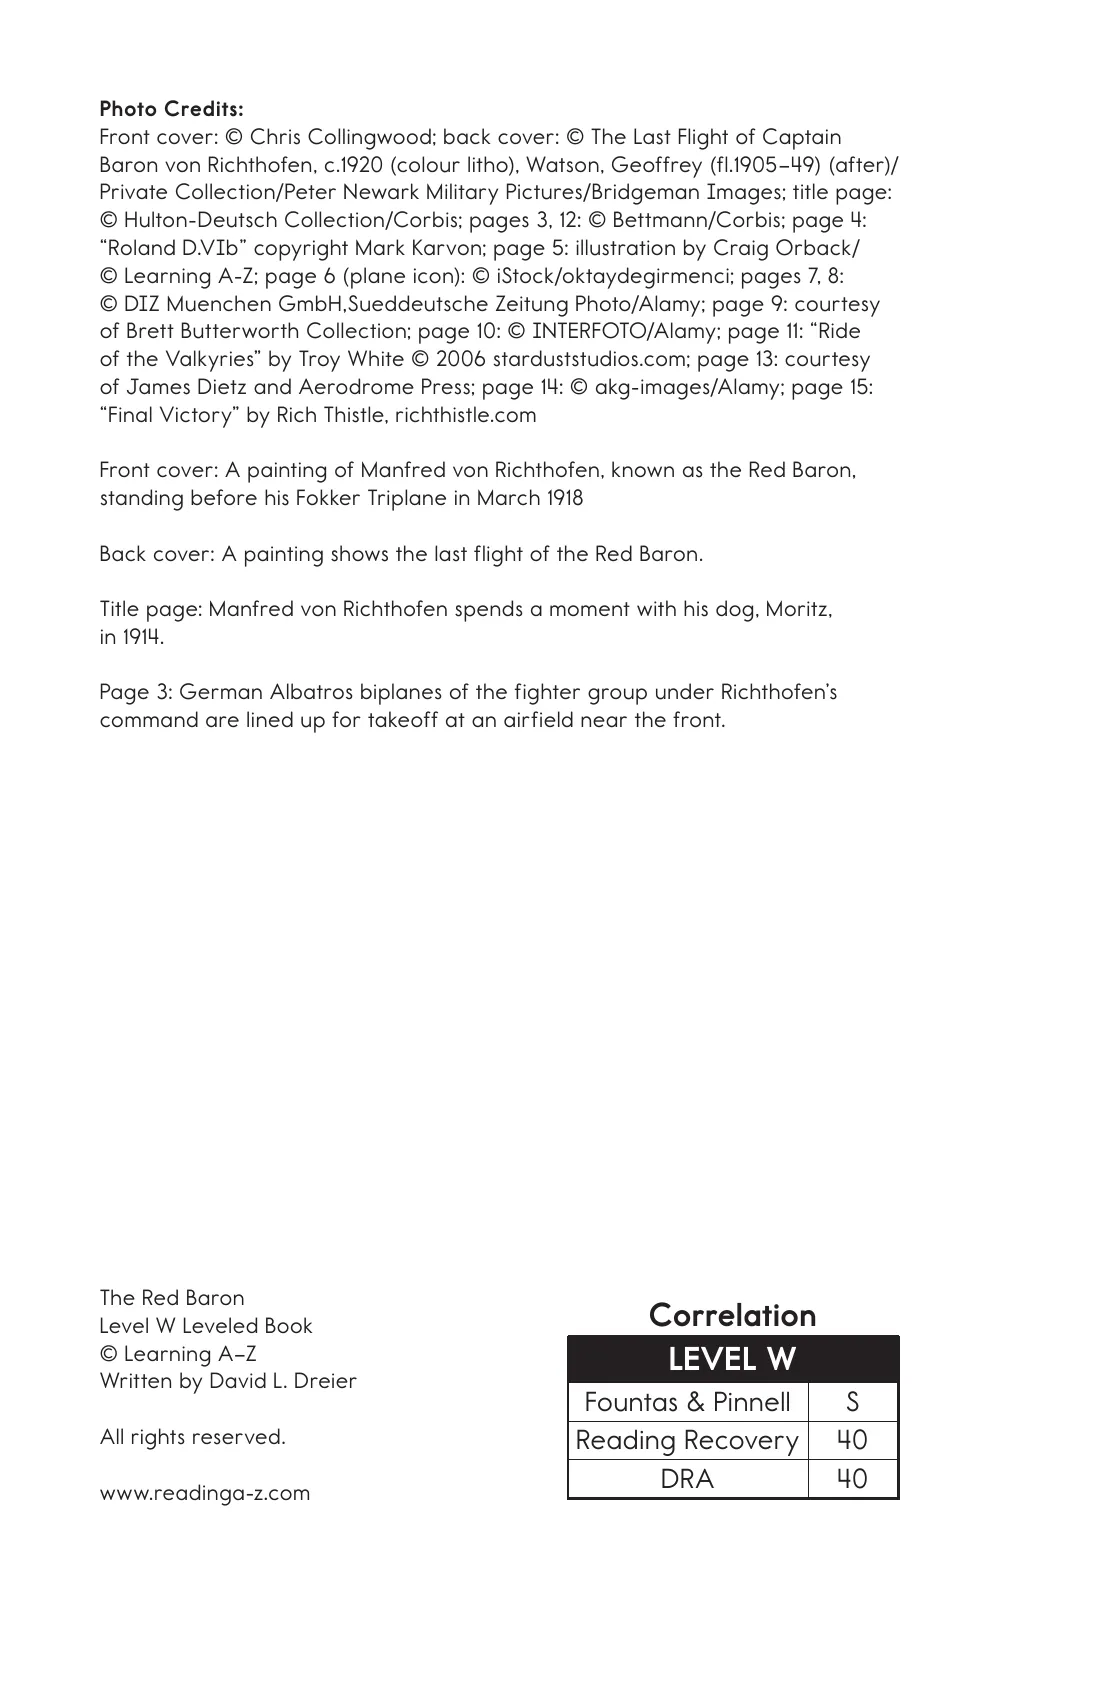 Photo Credits:
Front cover: © Chris Collingwood; back cover: © The Last Flight of Captain
Baron von Richthofen, c.1920 (colour litho), Watson, Geoffrey (fl.1905–49) (after)/
Private Collection/Peter Newark Military Pictures/Bridgeman Images; title page:
© Hulton-Deutsch Collection/Corbis; pages 3, 12: © Bettmann/Corbis; page 4:
“Roland D.VIb” copyright Mark Karvon; page 5: illustration by Craig Orback/
© Learning A-Z; page 6 (plane icon): © iStock/oktaydegirmenci; pages 7, 8:
© DIZ Muenchen GmbH,Sueddeutsche Zeitung Photo/Alamy; page 9: courtesy
of Brett Butterworth Collection; page 10: © INTERFOTO/Alamy; page 11: “Ride
of the Valkyries” by Troy White © 2006 starduststudios.com; page 13: courtesy
of James Dietz and Aerodrome Press; page 14: © akg-images/Alamy; page 15:
“Final Victory” by Rich Thistle, richthistle.com
Front cover: A painting of Manfred von Richthofen, known as the Red Baron,
standing before his Fokker Triplane in March 1918
Back cover: A painting shows the last flight of the Red Baron.
Title page: Manfred von Richthofen spends a moment with his dog, Moritz,
in 1914.
Page 3: German Albatros biplanes of the fighter group under Richthofen’s
command are lined up for takeoff at an airfield near the front.
The Red Baron
Level W Leveled Book
© Learning A–Z
Written by David L. Dreier
All rights reserved.
www.readinga-z.com
Correlation
LEVEL W
Fountas & Pinnell S
Reading Recovery 40
DRA 40